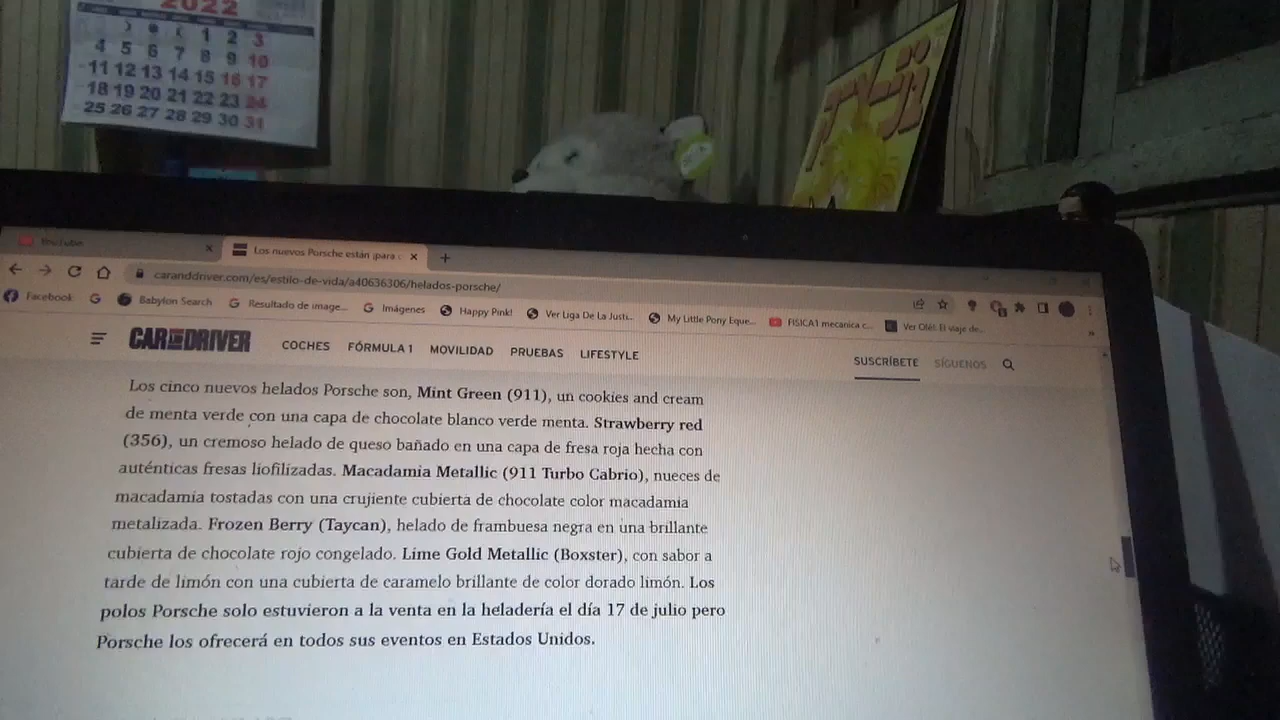 2022
1 2 3
4 5 6 7 8 9 10
11 12 13 14 15 16 17
18 19 20 21 22 23 24
25 26 27 28 29 30 31
YouTube
Los nuevos Porsche están ¡para c
caranddriver.com/es/estilo-de-vida/a40636306/helados-porsche/
Facebook
Babylon Search
Resultado de image...
Imágenes
Happy Pink!
Ver Liga De La Justi...
My Little Pony Eque...
FISICA1 mecanica c...
Ver Olé!. El viaje de...
CAR AND DRIVER
COCHES FÓRMULA 1 MOVILIDAD PRUEBAS LIFESTYLE
SUSCRÍBETE SÍGUENOS
Los cinco nuevos helados Porsche son, Mint Green (911), un cookies and cream
de menta verde con una capa de chocolate blanco verde menta. Strawberry red
(356), un cremoso helado de queso bañado en una capa de fresa roja hecha con
auténticas fresas liofilizadas. Macadamia Metallic (911 Turbo Cabrio), nueces de
macadamia tostadas con una crujiente cubierta de chocolate color macadamia
metalizada. Frozen Berry (Taycan), helado de frambuesa negra en una brillante
cubierta de chocolate rojo congelado. Lime Gold Metallic (Boxster), con sabor a
tarde de limón con una cubierta de caramelo brillante de color dorado limón. Los
polos Porsche solo estuvieron a la venta en la heladería el día 17 de julio pero
Porsche los ofrecerá en todos sus eventos en Estados Unidos.